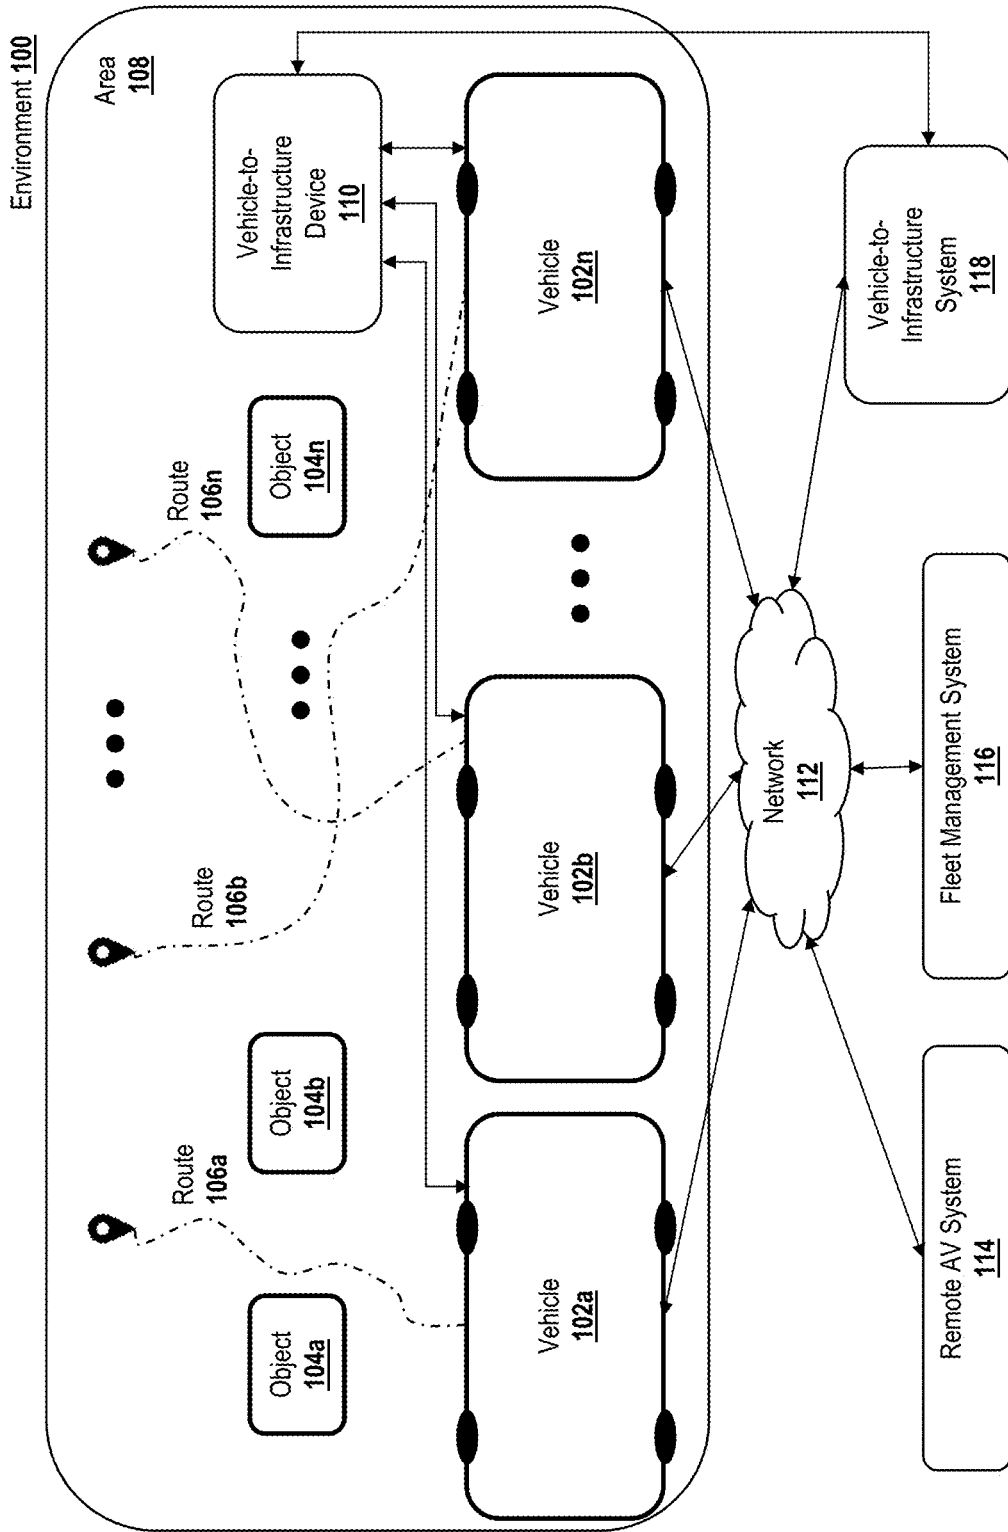 Environment 100
Area
108
Route
106a
Route
106b
Route
106n
Object
104a
Object
104b
Object
104n
Vehicle-to-
Infrastructure
Device
110
Vehicle
102a
Vehicle
102b
Vehicle
102n
Network
112
Remote AV System
114
Fleet Management System
116
Vehicle-to-
Infrastructure
System
118